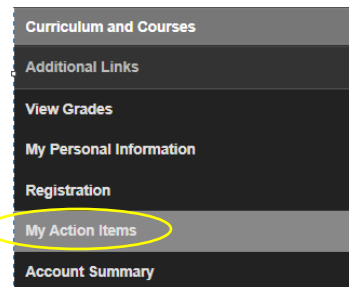 Curriculum and Courses
Additional Links
View Grades
My Personal Information
Registration
My Action Items
Account Summary